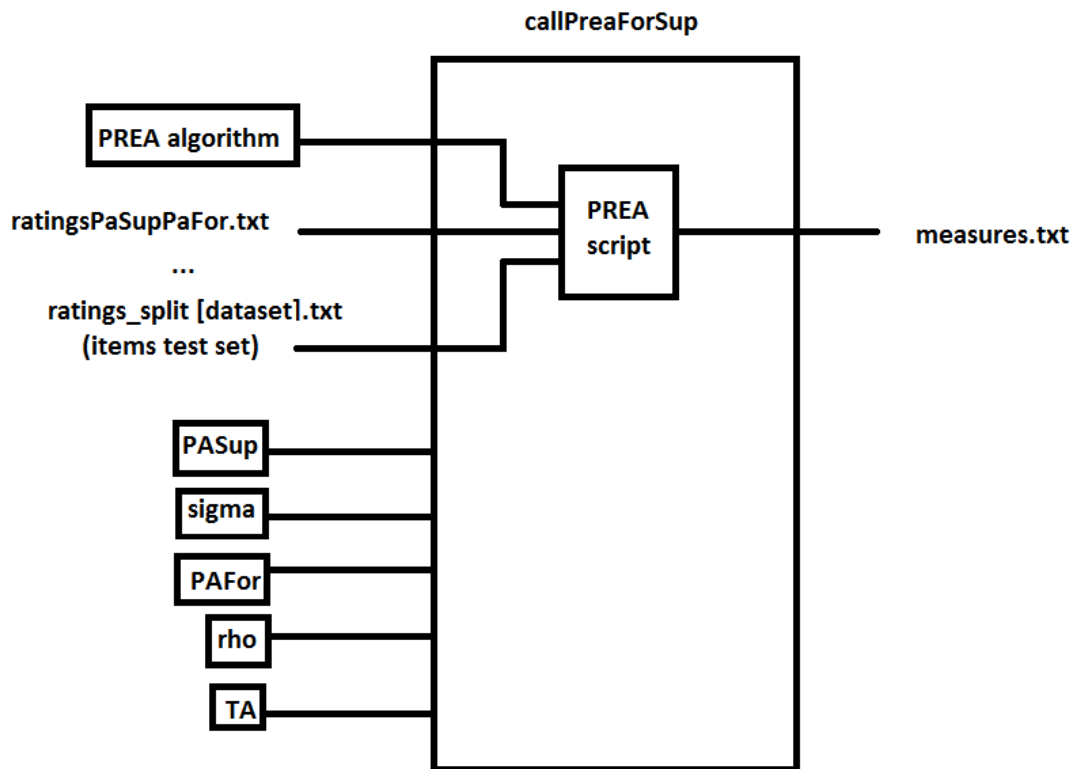 callPreaForSup
PREA algorithm
ratingsPaSupPaFor.txt
...
ratings_split [dataset].txt
(items test set)
PREA
script
measures.txt
PASup
sigma
PAFor
rho
TA